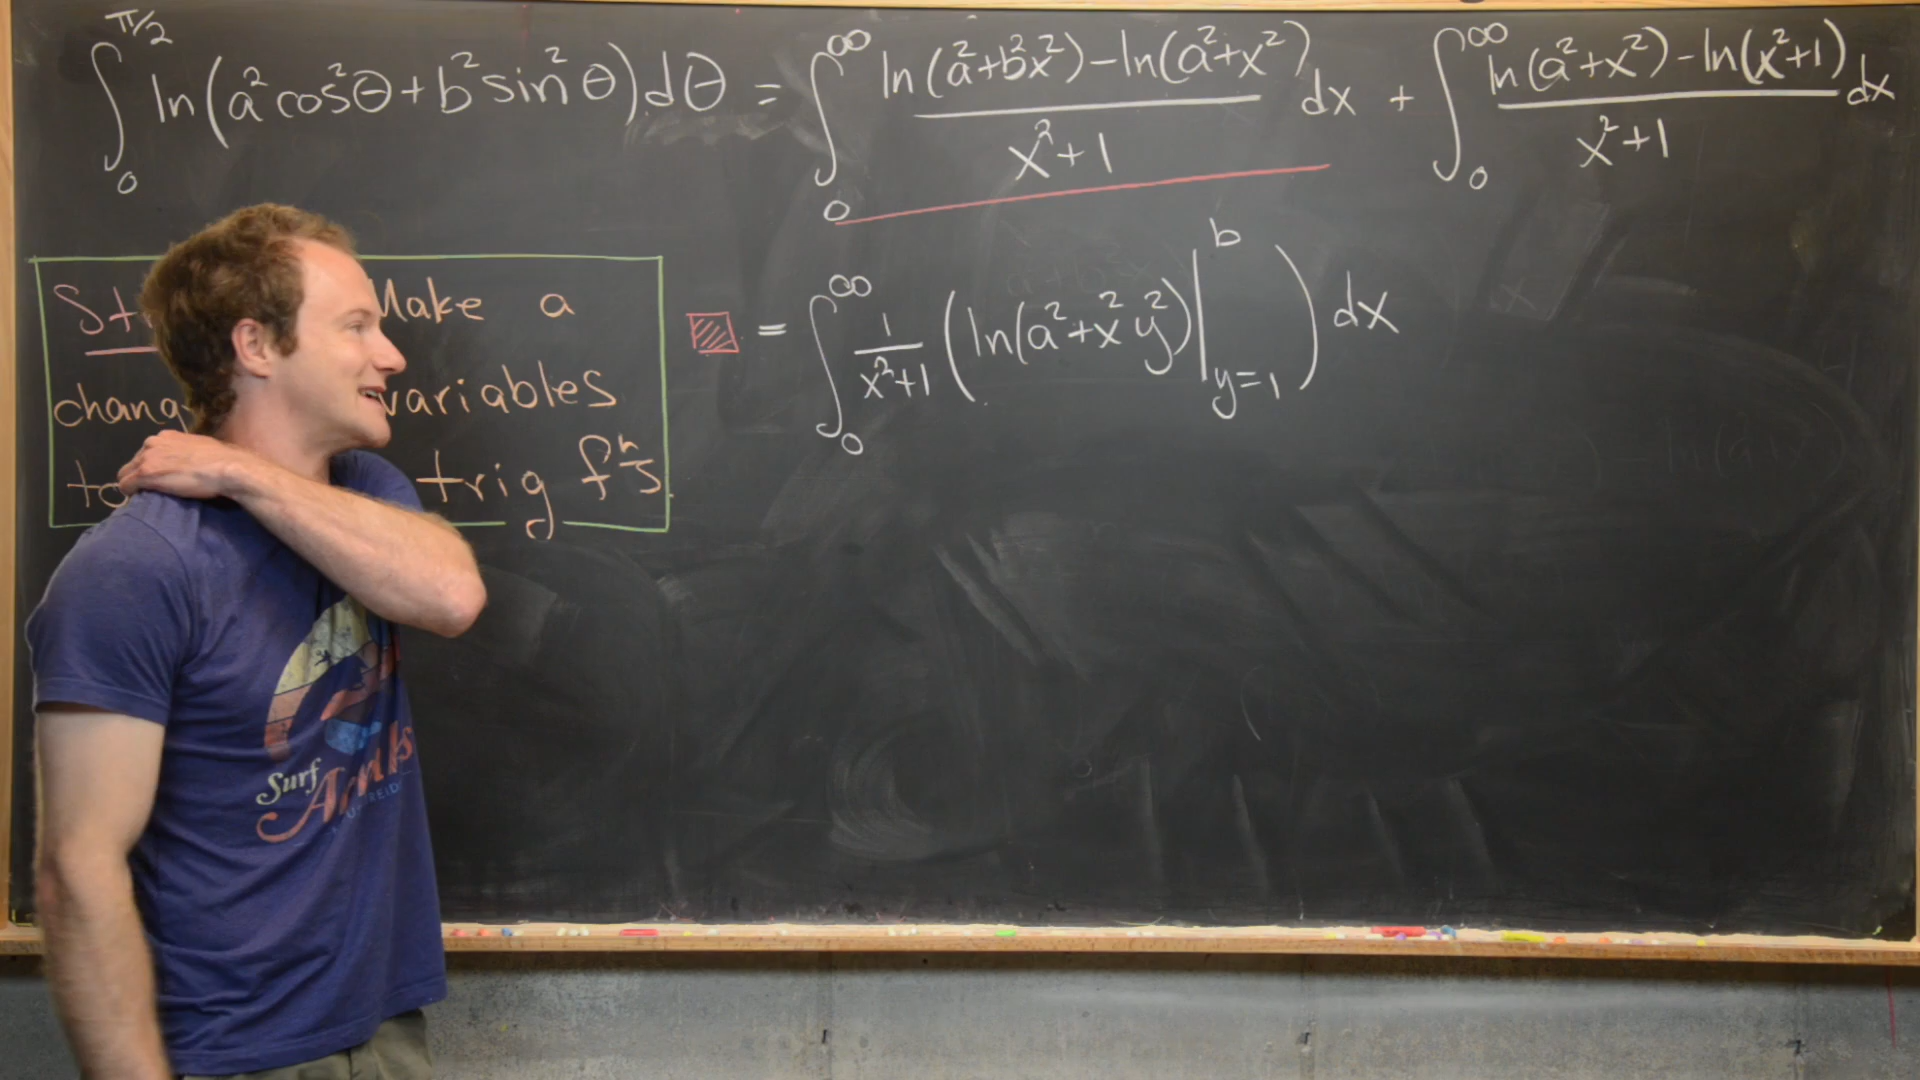 ∫₀^{π/2} ln(a²cos²θ+b²sin²θ)dθ = ∫₀^∞ (ln(a²+b²x²)-ln(a²+x²))/(x²+1) dx + ∫₀^∞ (ln(a²+x²)-ln(x²+1))/(x²+1) dx
Make a
variables
trig fⁿs.
= ∫₀^∞ 1/(x²+1) (ln(a²+x²y²)|_{y=1}^{b}) dx
Surf